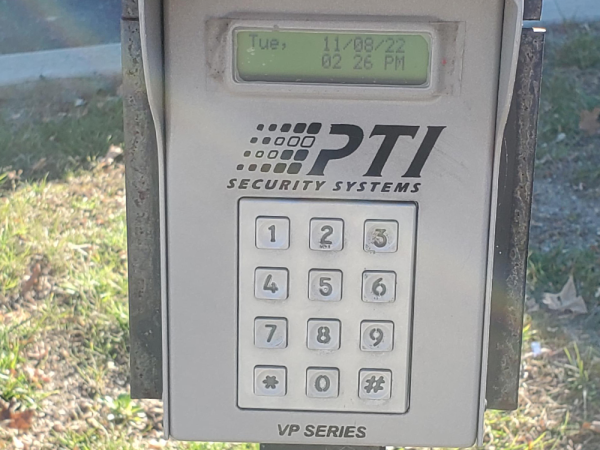 Tue, 11/08/22
02 26 PM
PTI
SECURITY SYSTEMS
1 2 3
4 5 6
7 8 9
* 0 #
VP SERIES